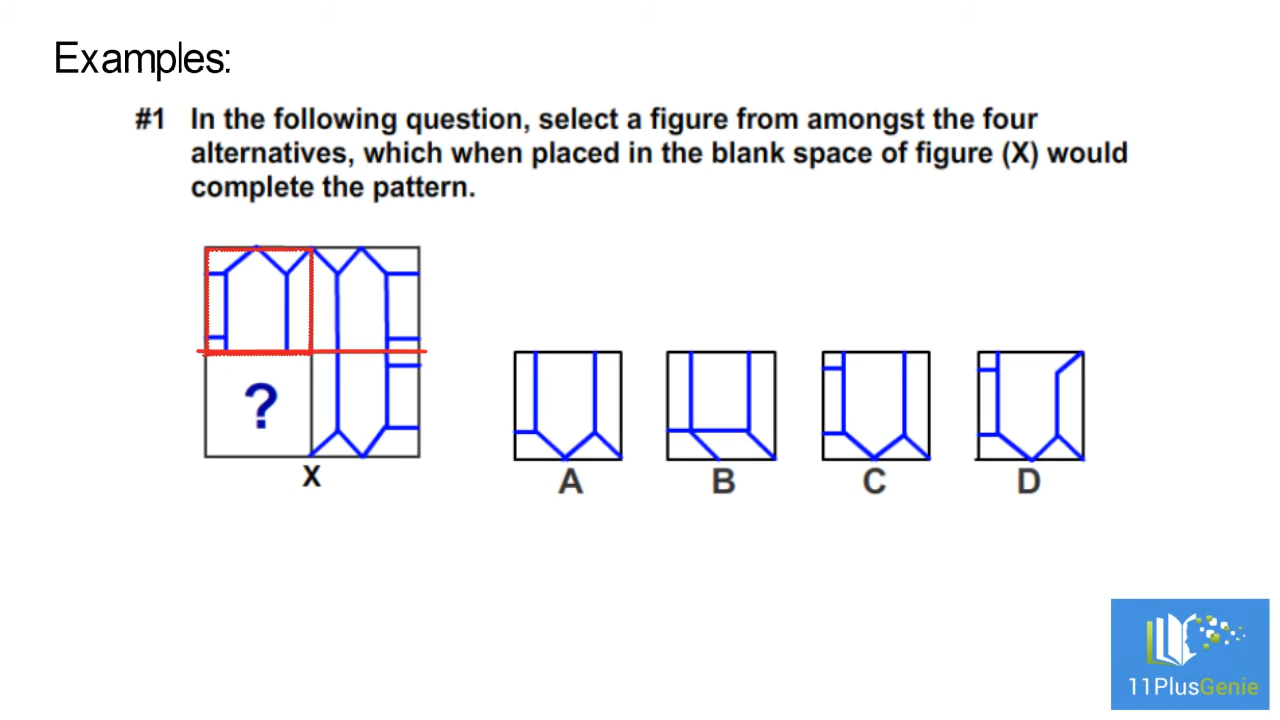 Examples:
#1 In the following question, select a figure from amongst the four
alternatives, which when placed in the blank space of figure (X) would
complete the pattern.
?
X
A B C D
11PlusGenie